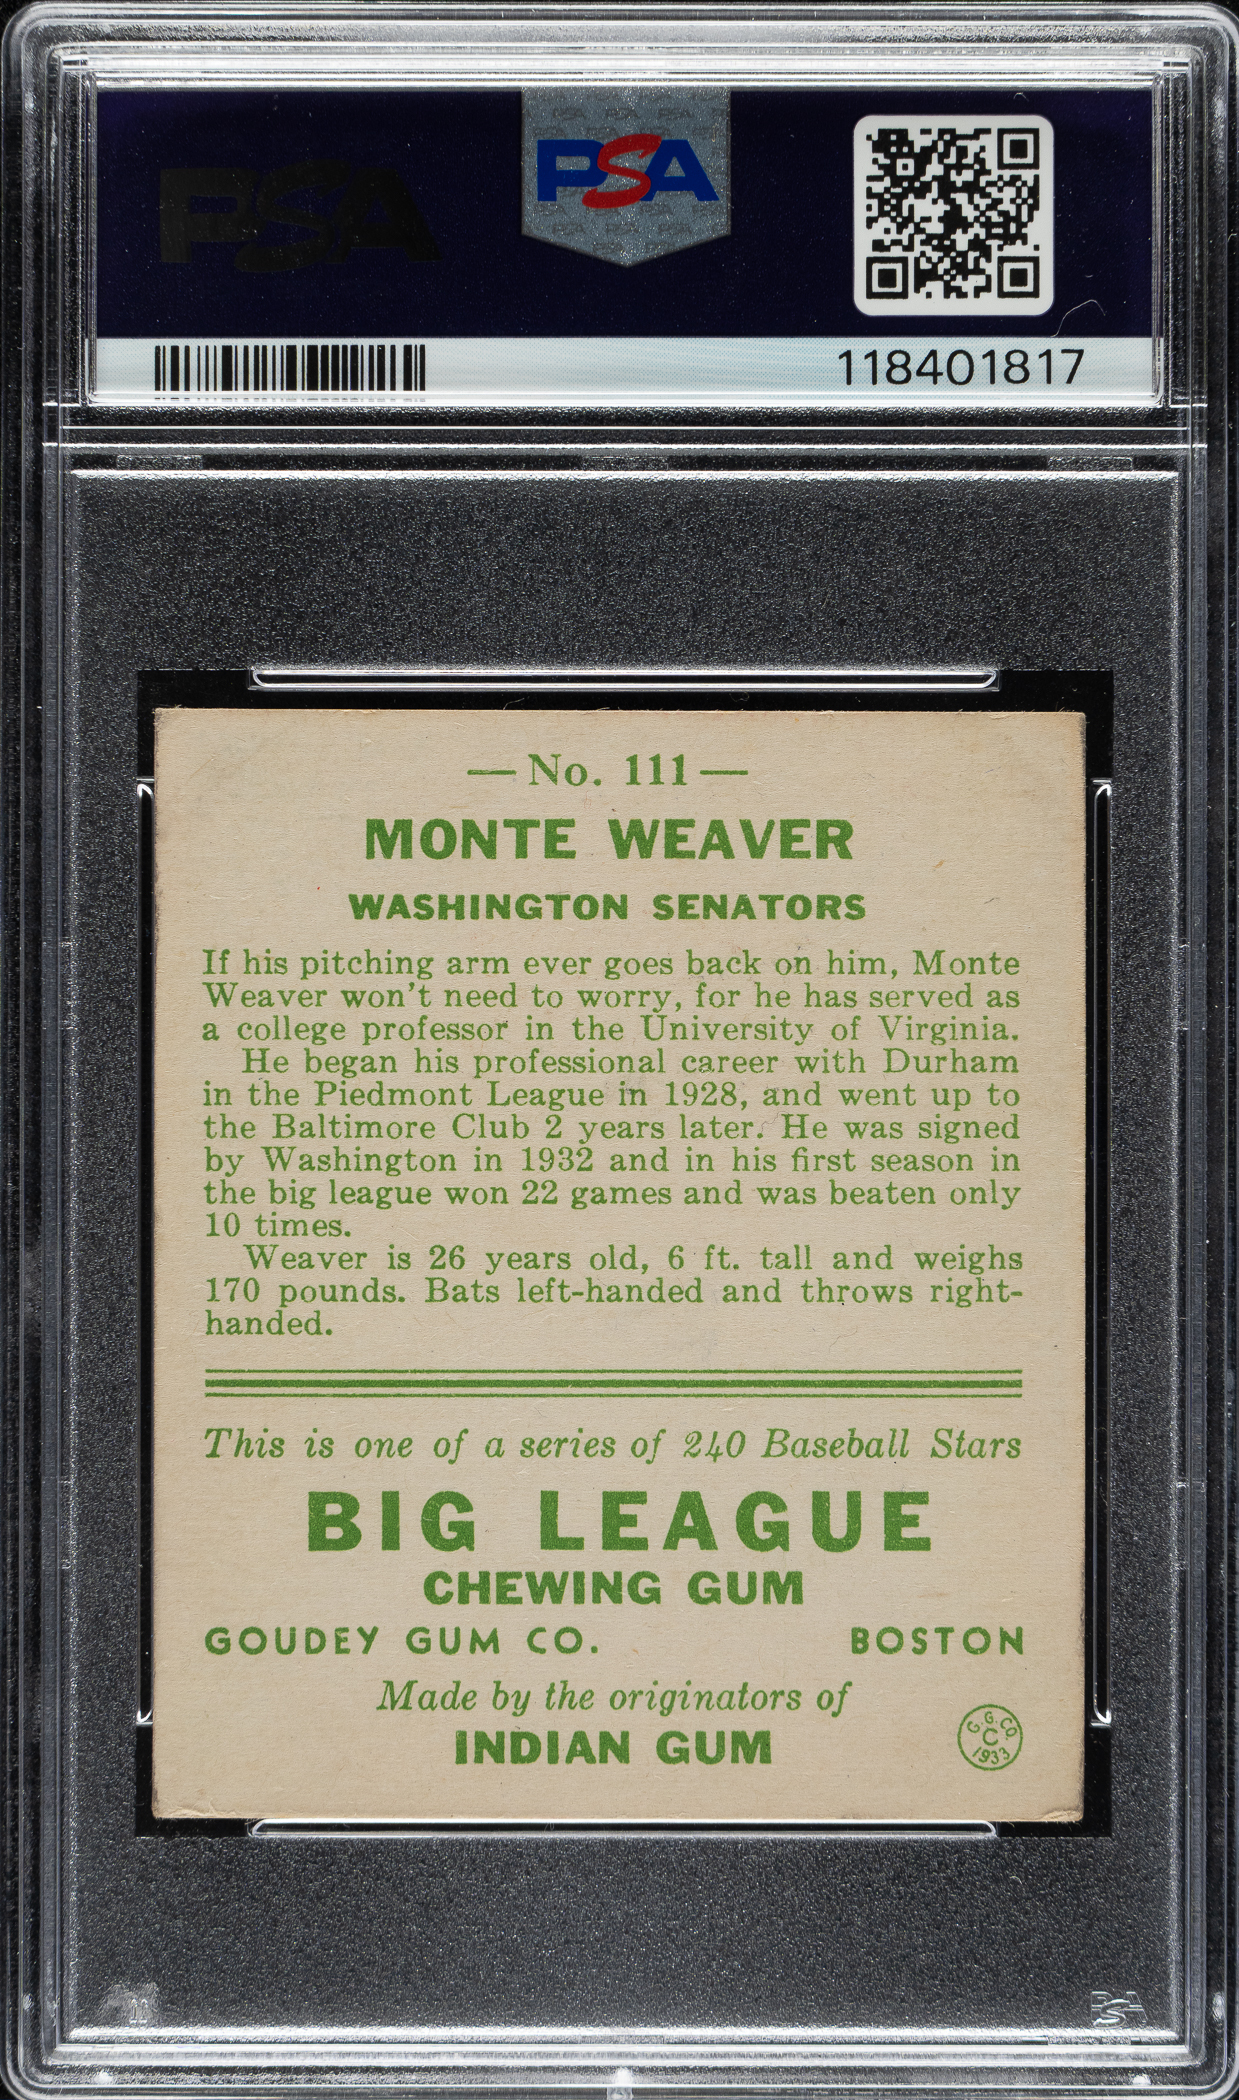 PSA
PSA
118401817
—No. 111—
MONTE WEAVER
WASHINGTON SENATORS
If his pitching arm ever goes back on him, Monte
Weaver won't need to worry, for he has served as
a college professor in the University of Virginia.
He began his professional career with Durham
in the Piedmont League in 1928, and went up to
the Baltimore Club 2 years later. He was signed
by Washington in 1932 and in his first season in
the big league won 22 games and was beaten only
10 times.
Weaver is 26 years old, 6 ft. tall and weighs
170 pounds. Bats left-handed and throws right-
handed.
This is one of a series of 240 Baseball Stars
BIG LEAGUE
CHEWING GUM
GOUDEY GUM CO. BOSTON
Made by the originators of
INDIAN GUM
G. G. CO.
C
1933
11
PSA